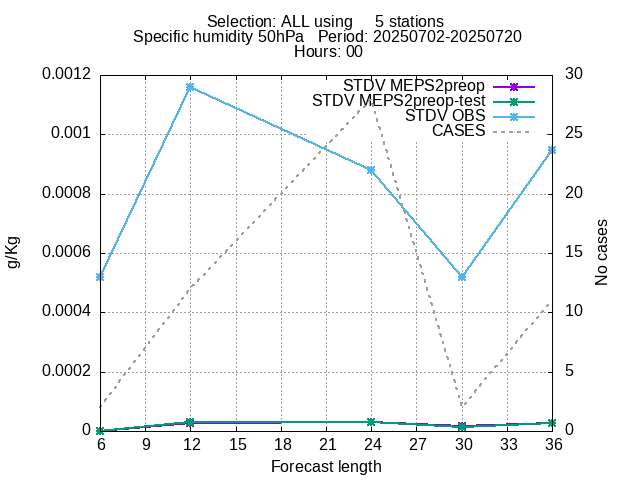 Selection: ALL using     5 stations
Specific humidity 50hPa   Period: 20250702-20250720
Hours: 00
0.0012
0.001
0.0008
0.0006
0.0004
0.0002
0
g/Kg
STDV MEPS2preop
STDV MEPS2preop-test
STDV OBS
CASES
30
25
20
15
10
5
0
No cases
6 9 12 15 18 21 24 27 30 33 36
Forecast length